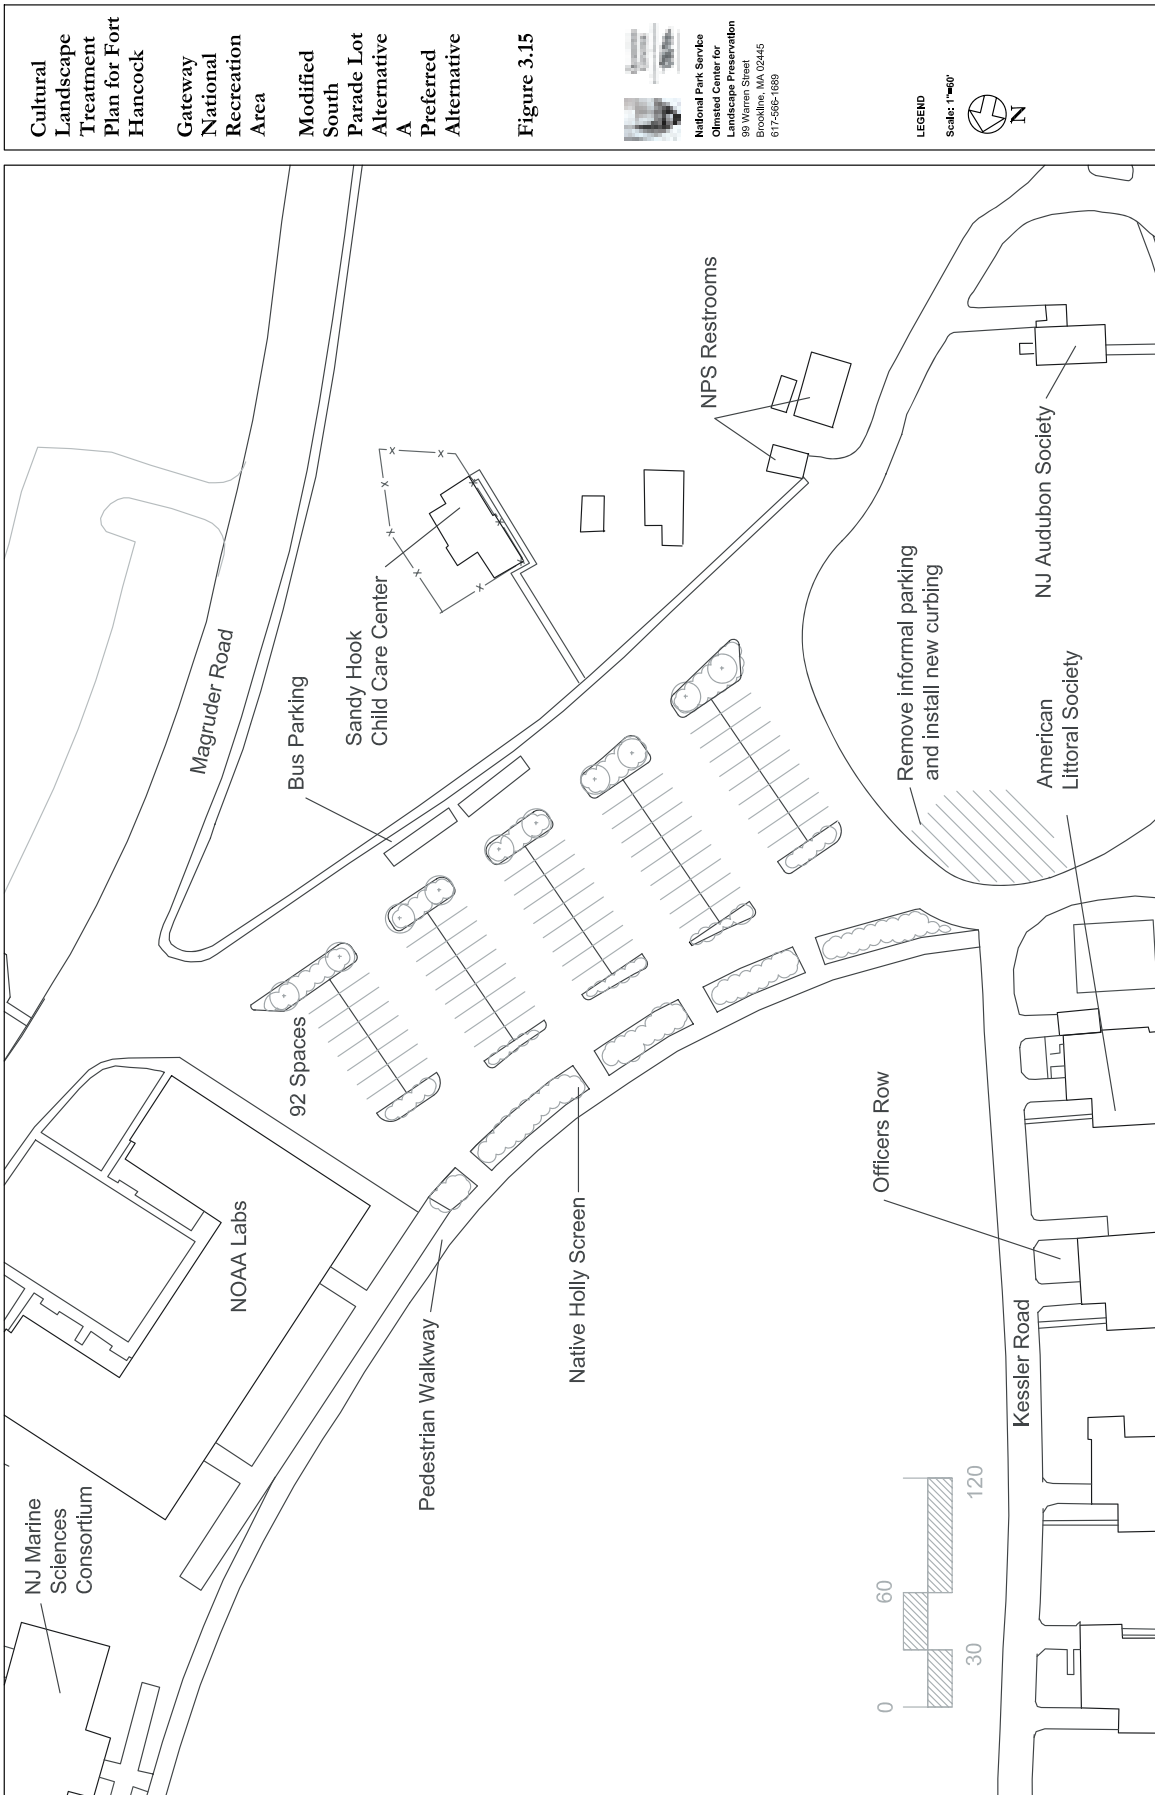 Cultural
Landscape
Treatment
Plan for Fort
Hancock
Gateway
National
Recreation
Area
Modified
South
Parade Lot
Alternative
A
Preferred
Alternative
Figure 3.15
National Park Service
Olmsted Center for
Landscape Preservation
99 Warren Street
Brookline, MA 02445
617-566-1689
LEGEND
Scale: 1"=60'
N
Magruder Road
Bus Parking
Sandy Hook
Child Care Center
NPS Restrooms
NJ Audubon Society
Remove informal parking
and install new curbing
American
Littoral Society
92 Spaces
NOAA Labs
Officers Row
Native Holly Screen
Pedestrian Walkway
Kessler Road
NJ Marine
Sciences
Consortium
0
30
60
120